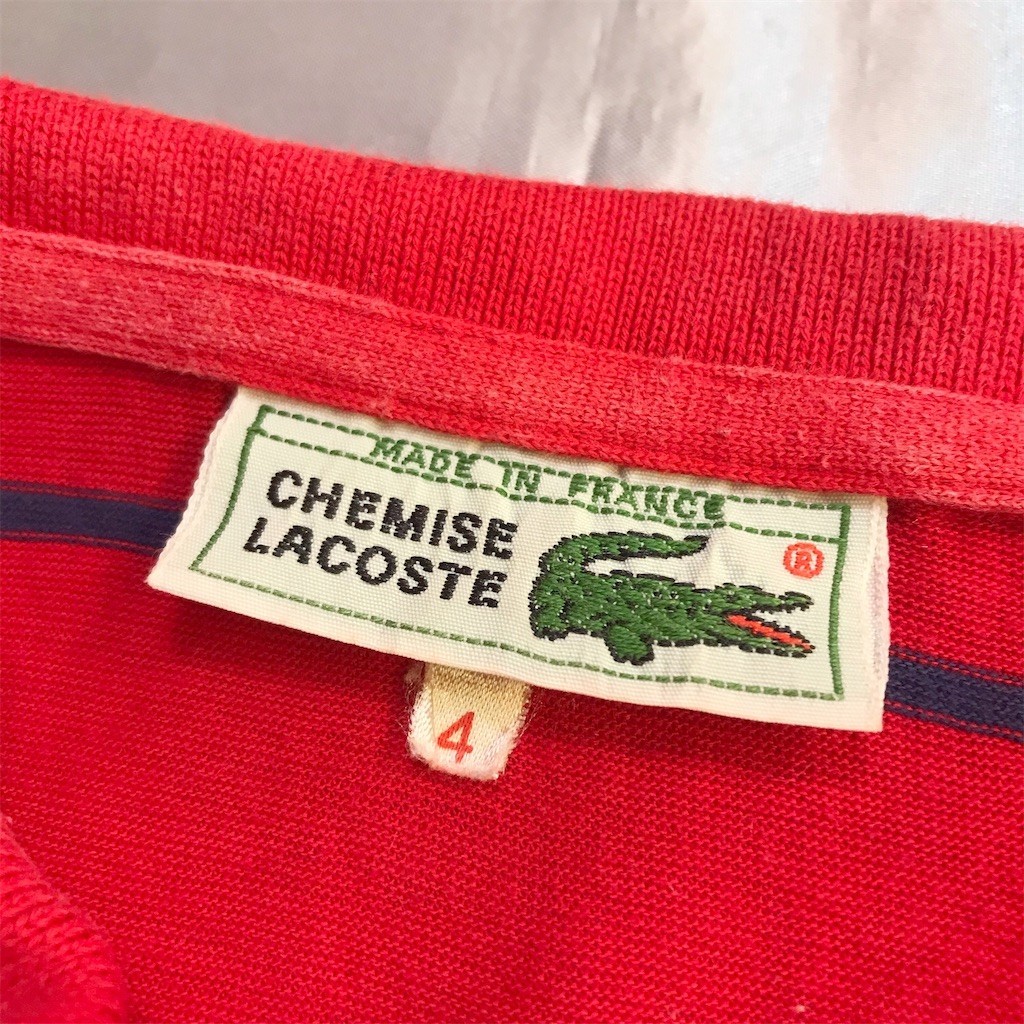 MADE IN FRANCE
CHEMISE
LACOSTE
®
4